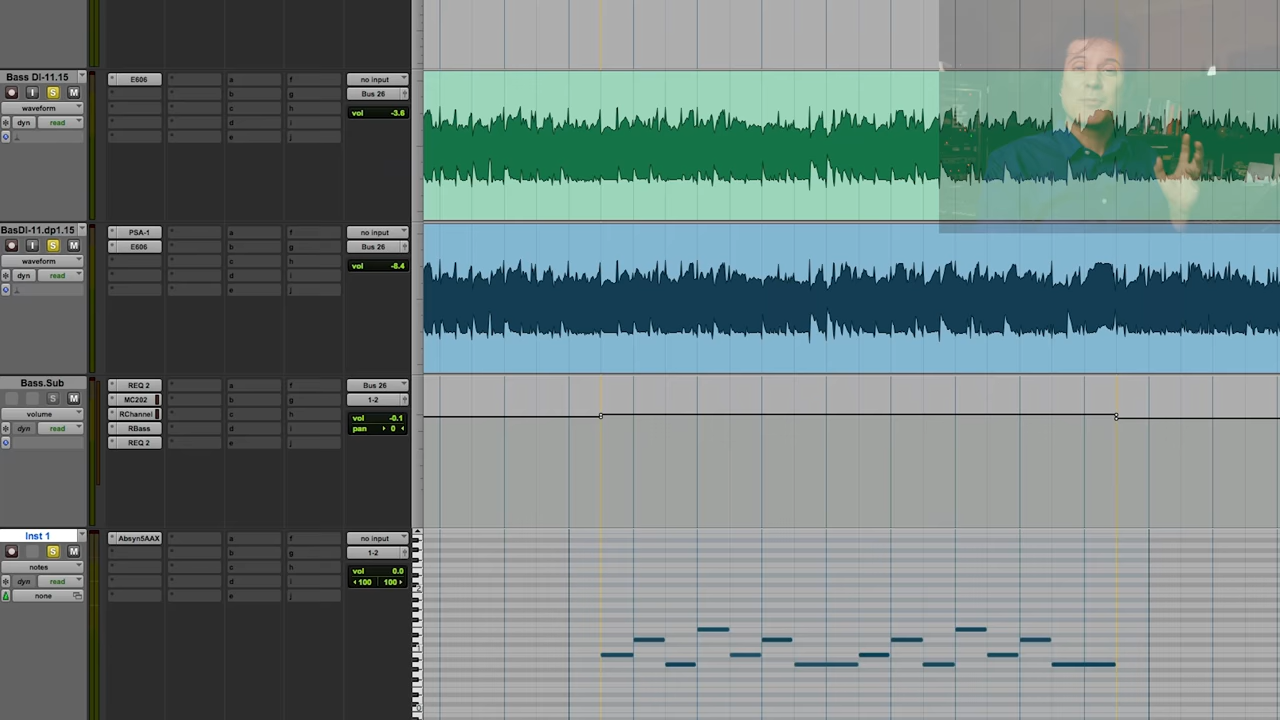 Bass DI-11.15 E606 a f no input
I S M b g Bus 26
waveform c h vol -3.6
dyn read d i
e j
BasDI-11.dp1.15 PSA-1 a f no input
I S M E606 b g Bus 26
waveform c h vol -8.4
dyn read d i
e j
Bass.Sub REQ 2 a f Bus 26
S M MC202 b g 1-2
volume RChannel c h vol -0.1
dyn read RBass d i pan 0
REQ 2 e j
Inst 1 Absyn5AAX a f no input
S M b g 1-2
notes c h vol 0.0
dyn read d i 100 100
none e j